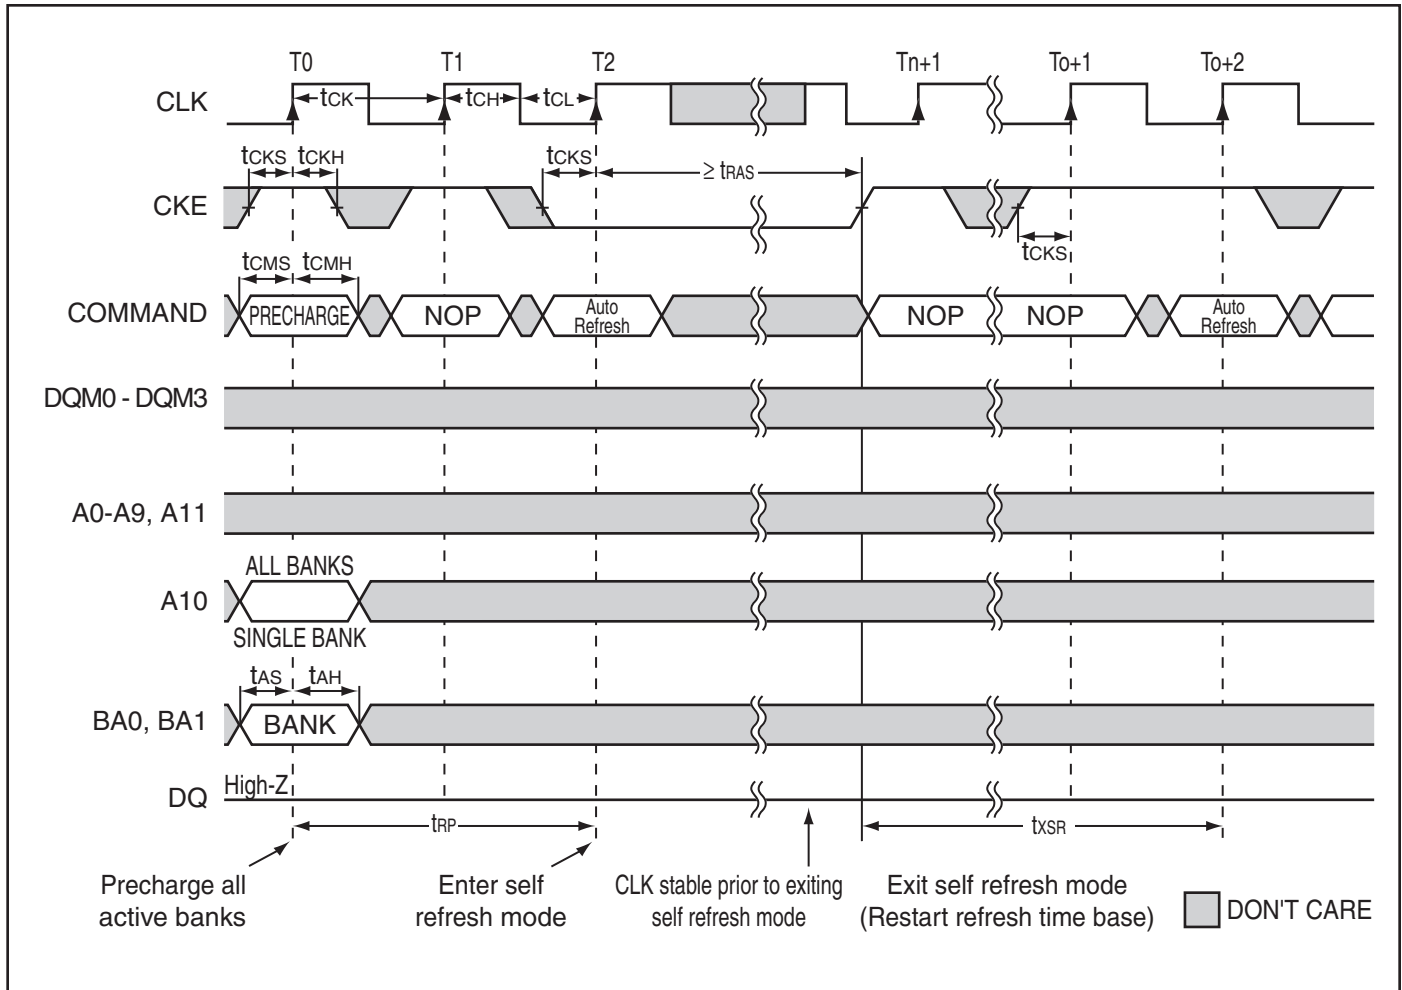 T0 T1 T2 Tn+1 To+1 To+2
CLK tCK tCH tCL
tCKS tCKH tCKS ≥ tRAS
CKE
tCKS
tCMS tCMH
COMMAND PRECHARGE NOP Auto Refresh NOP NOP Auto Refresh
DQM0 - DQM3
A0-A9, A11
ALL BANKS
A10
SINGLE BANK
tAS tAH
BA0, BA1 BANK
DQ High-Z
tRP tXSR
Precharge all
active banks
Enter self
refresh mode
CLK stable prior to exiting
self refresh mode
Exit self refresh mode
(Restart refresh time base)
DON'T CARE